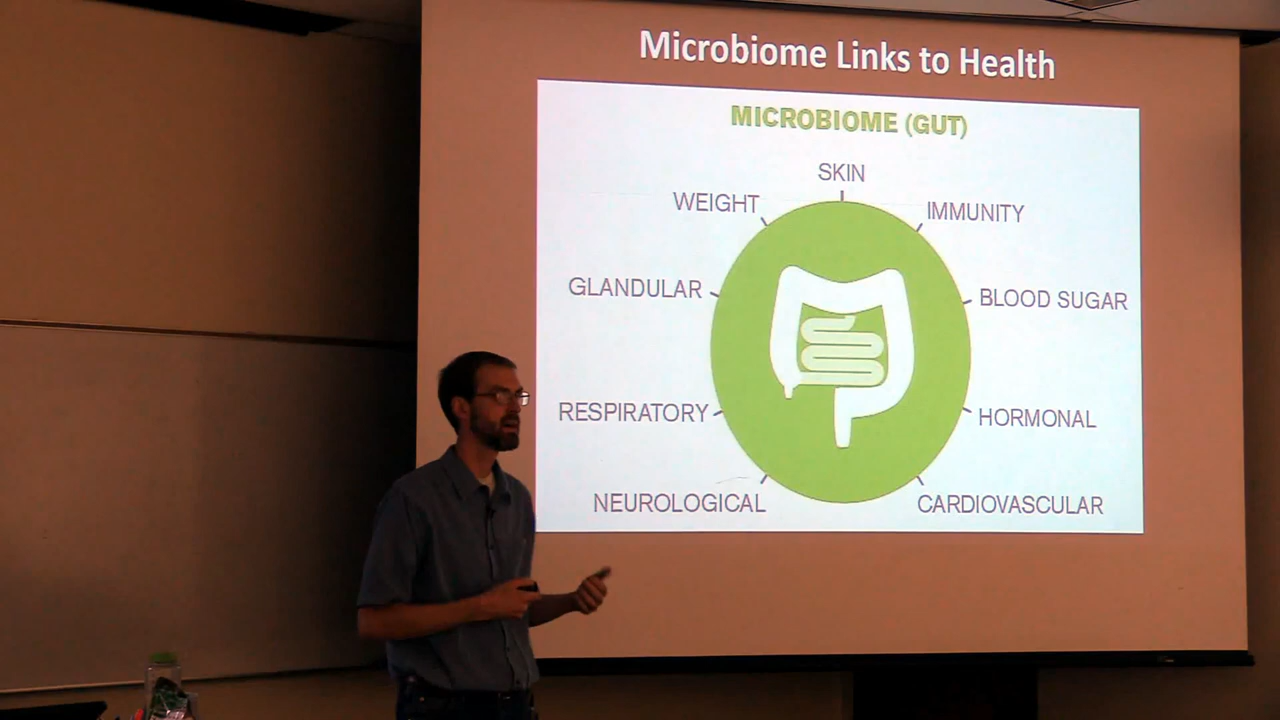 Microbiome Links to Health
MICROBIOME (GUT)
SKIN
WEIGHT
IMMUNITY
GLANDULAR
BLOOD SUGAR
RESPIRATORY
HORMONAL
NEUROLOGICAL
CARDIOVASCULAR